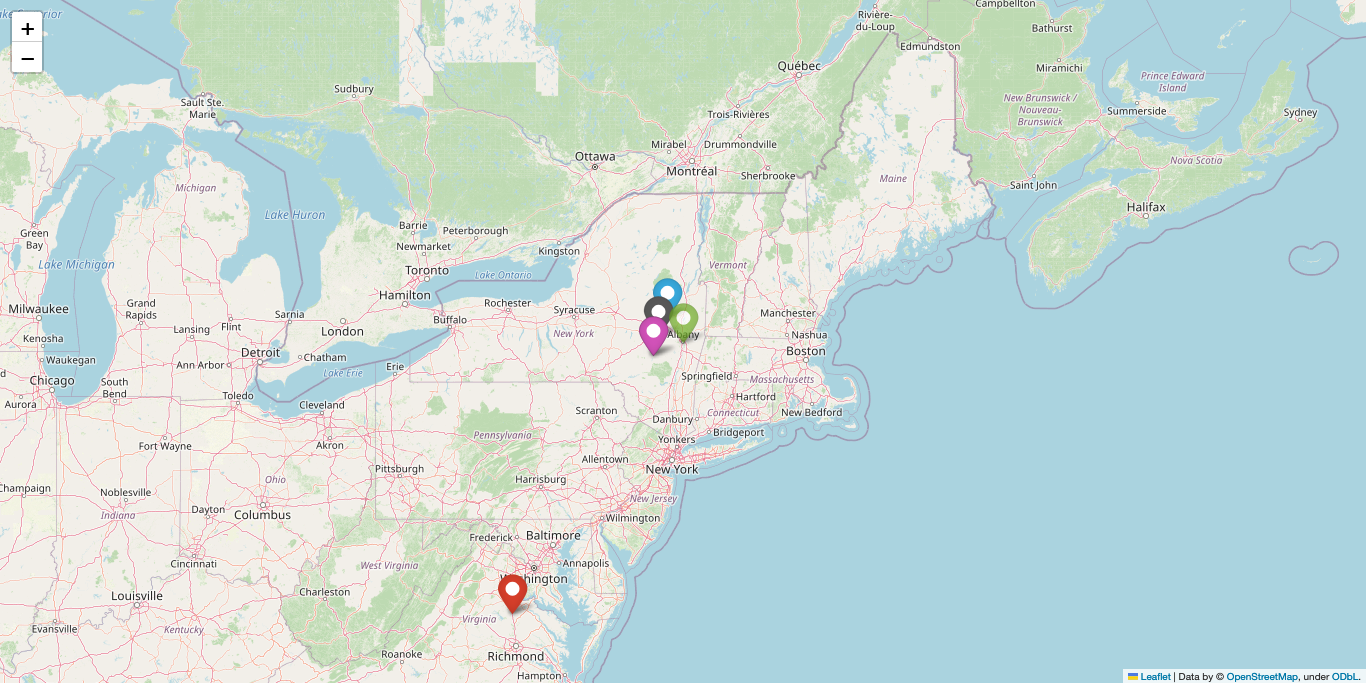 Lake Superior
+
−
Rivière-
du-Loup
Campbellton
Bathurst
Edmundston
Québec
Miramichi
Prince Edward
Island
Sudbury
Sault Ste.
Marie
New Brunswick /
Nouveau-
Brunswick
Summerside
Sydney
Trois-Rivières
Mirabel
Drummondville
Ottawa
Montréal
Sherbrooke
Nova Scotia
Maine
Saint John
Michigan
Halifax
Lake Huron
Barrie
Peterborough
Green
Bay
Newmarket
Kingston
Lake Michigan
Toronto
Lake Ontario
Vermont
Hamilton
Milwaukee
Grand
Rapids
Rochester
Syracuse
Manchester
Sarnia
Buffalo
Lansing
Flint
London
New York
Albany
Nashua
Kenosha
Detroit
Boston
Waukegan
Chatham
Ann Arbor
Erie
Lake Erie
Chicago
South
Bend
Springfield
Massachusetts
Toledo
Hartford
Aurora
Cleveland
Scranton
Connecticut
New Bedford
Danbury
Fort Wayne
Akron
Pennsylvania
Yonkers
Bridgeport
Allentown
Pittsburgh
New York
Ohio
Harrisburg
Champaign
Noblesville
New Jersey
Indiana
Dayton
Columbus
Wilmington
Frederick
Baltimore
Cincinnati
West Virginia
Annapolis
Washington
Charleston
Louisville
Virginia
Evansville
Kentucky
Roanoke
Richmond
Hampton
Leaflet | Data by © OpenStreetMap, under ODbL.